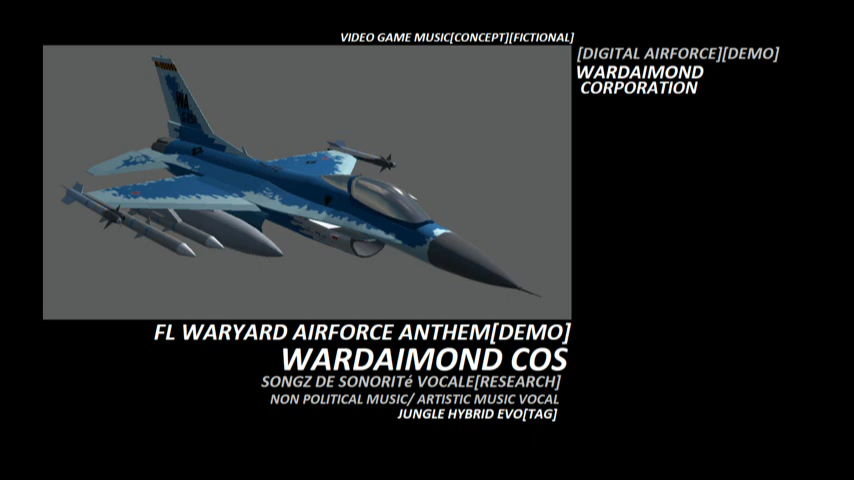 VIDEO GAME MUSIC[CONCEPT][FICTIONAL]
[DIGITAL AIRFORCE][DEMO]
WARDAIMOND
CORPORATION
WA
FL WARYARD AIRFORCE ANTHEM[DEMO]
WARDAIMOND COS
SONGZ DE SONORITé VOCALE[RESEARCH]
NON POLITICAL MUSIC/ ARTISTIC MUSIC VOCAL
JUNGLE HYBRID EVO[TAG]